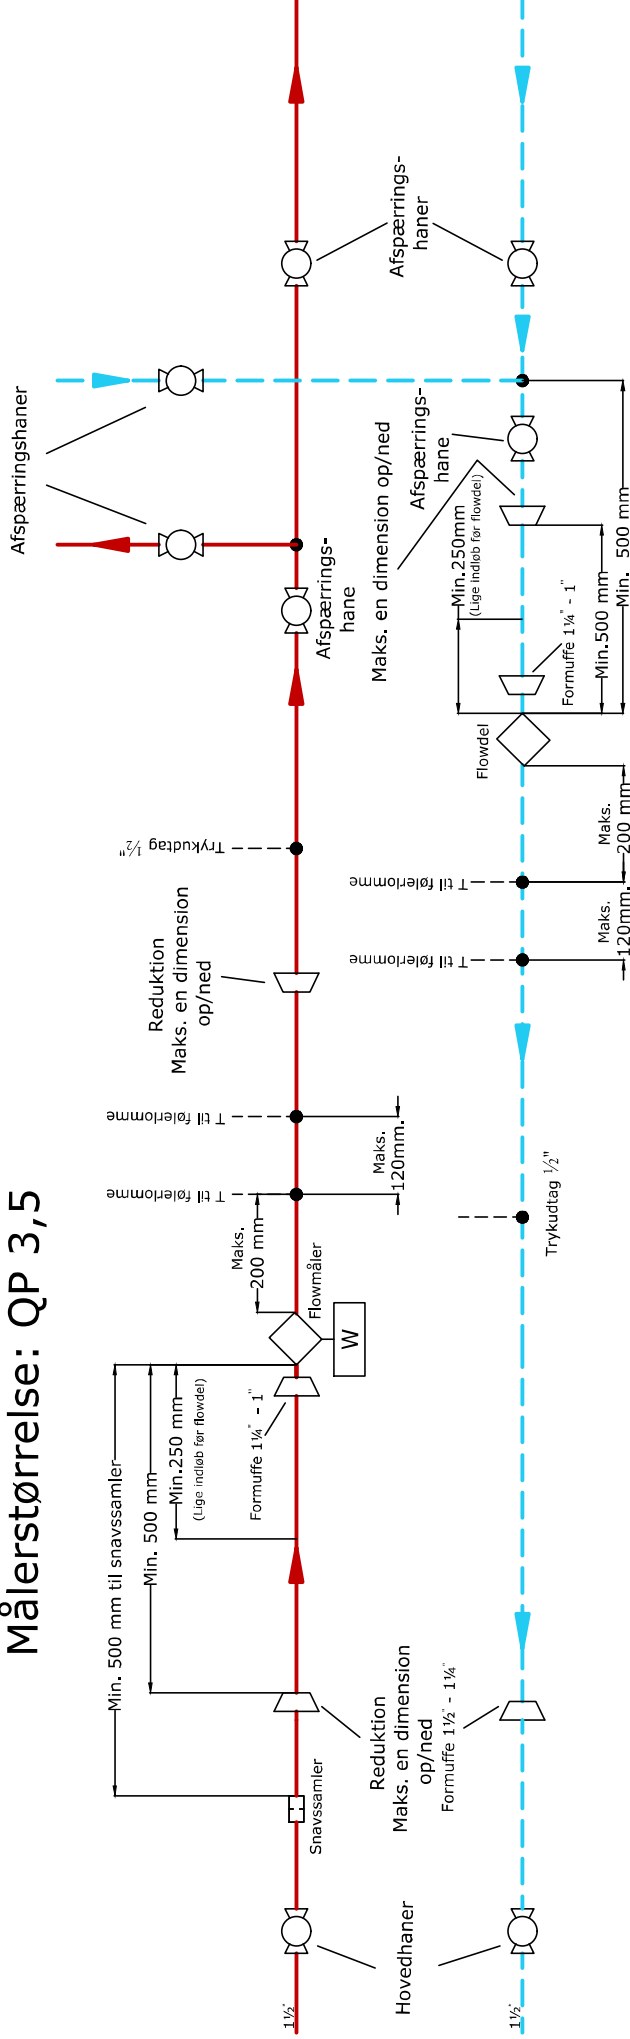 Målerstørrelse: QP 3,5
Min. 500 mm til snavssamler
Min. 500 mm
Min.250 mm
(Lige indløb før flowdel)
Formuffe 1¼" - 1"
Maks.
200 mm
T til følerlomme
T til følerlomme
Reduktion
Maks. en dimension
op/ned
Trykudtag ½"
Afspærringshaner
1½"
Snavssamler
Flowmåler
W
Maks.
120mm.
Afspærrings-
hane
Afspærrings-
haner
Hovedhaner
Reduktion
Maks. en dimension
op/ned
Formuffe 1½" - 1¼"
T til følerlomme
T til følerlomme
Flowdel
Maks. en dimension op/ned
Afspærrings-
hane
Min.250mm
(Lige indløb før flowdel)
1½"
Trykudtag ½"
Maks.
120mm.
Maks.
200 mm
Formuffe 1¼" - 1"
Min.500 mm
Min. 500 mm